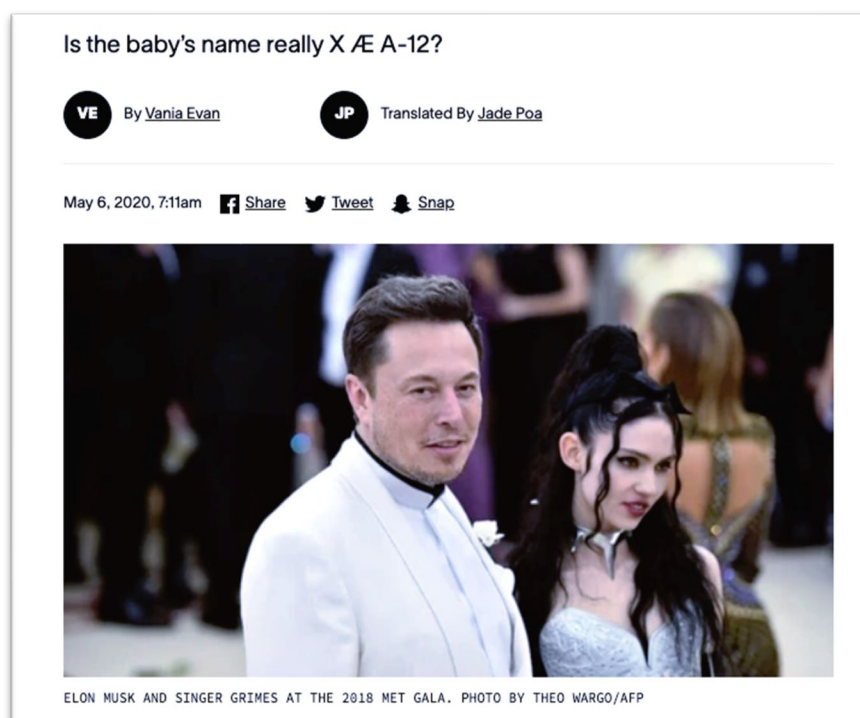 Is the baby's name really X Æ A-12?
VE By Vania Evan JP Translated By Jade Poa
May 6, 2020, 7:11am Share Tweet Snap
ELON MUSK AND SINGER GRIMES AT THE 2018 MET GALA. PHOTO BY THEO WARGO/AFP